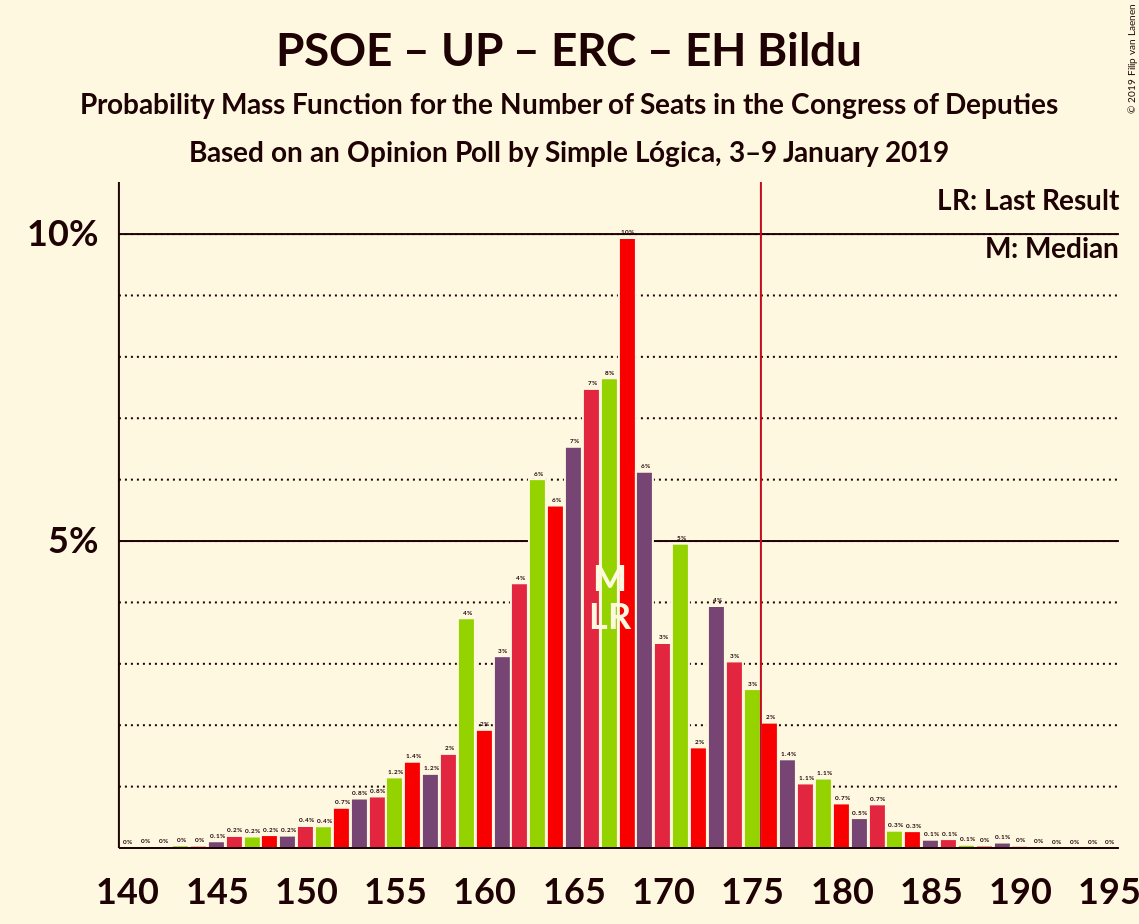 PSOE – UP – ERC – EH Bildu
Probability Mass Function for the Number of Seats in the Congress of Deputies
Based on an Opinion Poll by Simple Lógica, 3–9 January 2019
© 2019 Filip van Laenen
LR: Last Result
M: Median
10%
5%
0% 0% 0% 0% 0% 0.1% 0.2% 0.2% 0.2% 0.2% 0.4% 0.4% 0.7% 0.8% 0.8% 1.2% 1.4% 1.2% 2% 4% 2% 3% 4% 6% 6% 7% 7% 8% 10% 6% 3% 5% 2% 4% 3% 3% 2% 1.4% 1.1% 1.1% 0.7% 0.5% 0.7% 0.3% 0.3% 0.1% 0.1% 0.1% 0% 0.1% 0% 0% 0% 0% 0% 0%
M
LR
140 145 150 155 160 165 170 175 180 185 190 195